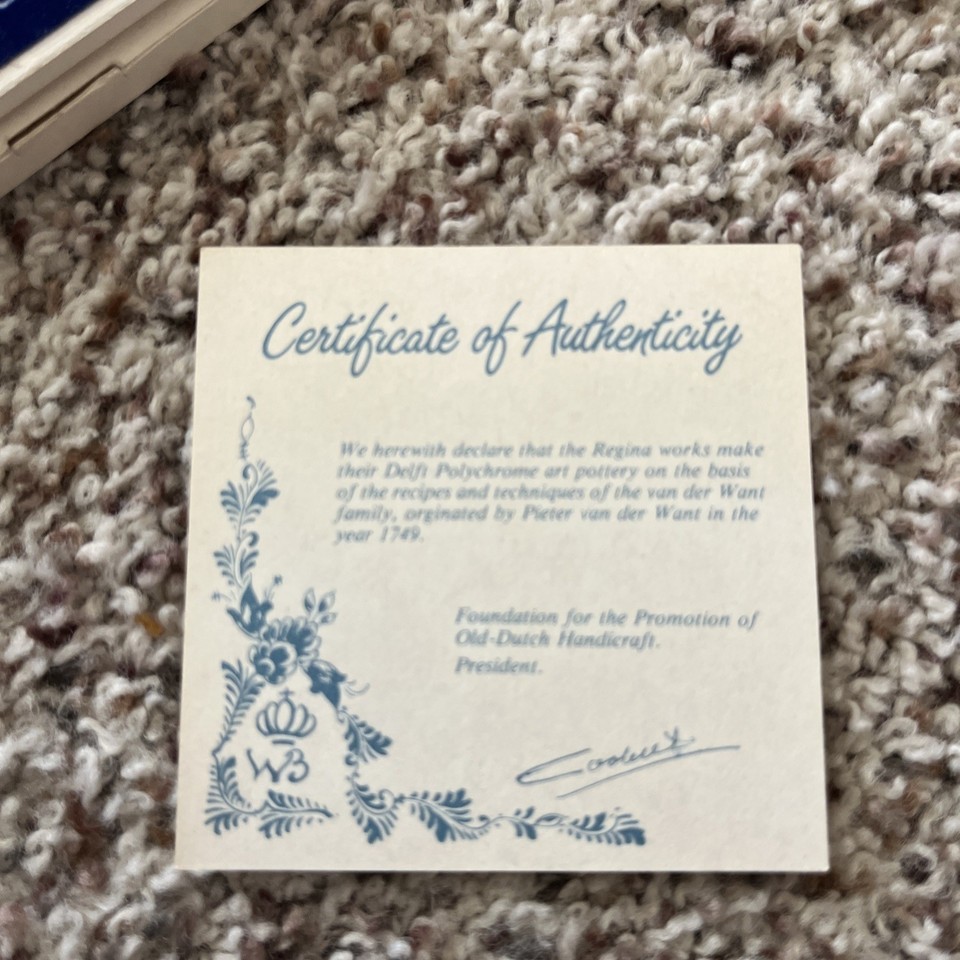 Certificate of Authenticity
We herewith declare that the Regina works make
their Delft Polychrome art pottery on the basis
of the recipes and techniques of the van der Want
family, orginated by Pieter van der Want in the
year 1749.
Foundation for the Promotion of
Old-Dutch Handicraft.
President.
WB